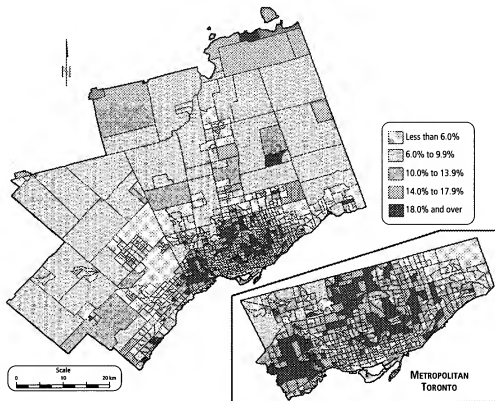 N
Less than 6.0%
6.0% to 9.9%
10.0% to 13.9%
14.0% to 17.9%
18.0% and over
Scale
0 10 20 km
METROPOLITAN
TORONTO